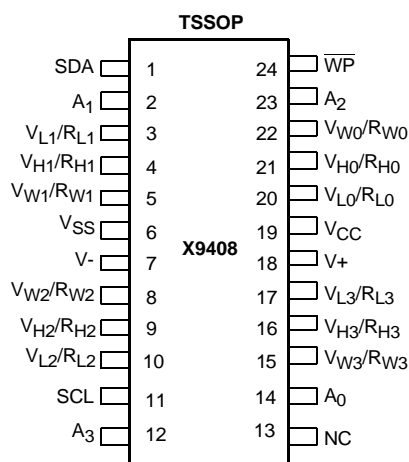 TSSOP
SDA 1 24 W̅P̅
A1 2 23 A2
VL1/RL1 3 22 VW0/RW0
VH1/RH1 4 21 VH0/RH0
VW1/RW1 5 20 VL0/RL0
VSS 6 19 VCC
X9408
V- 7 18 V+
VW2/RW2 8 17 VL3/RL3
VH2/RH2 9 16 VH3/RH3
VL2/RL2 10 15 VW3/RW3
SCL 11 14 A0
A3 12 13 NC